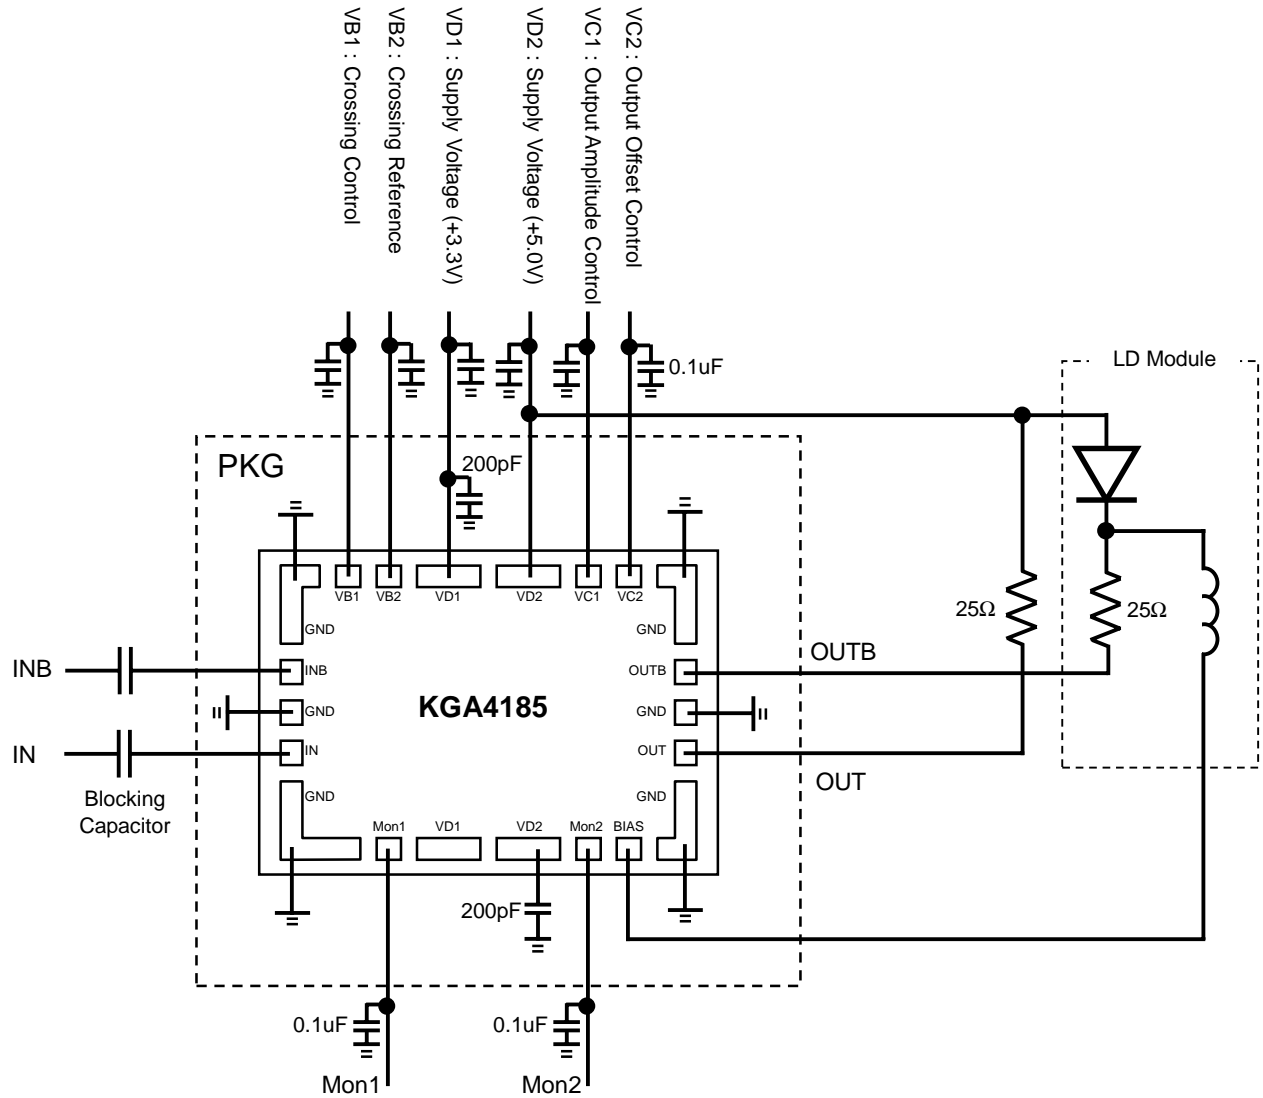 VB1 : Crossing Control
VB2 : Crossing Reference
VD1 : Supply Voltage (+3.3V)
VD2 : Supply Voltage (+5.0V)
VC1 : Output Amplitude Control
VC2 : Output Offset Control
0.1uF
LD Module
PKG
200pF
VB1
VB2
VD1
VD2
VC1
VC2
GND
GND
25Ω
25Ω
OUTB
INB
INB
OUTB
KGA4185
GND
GND
IN
IN
OUT
OUT
Blocking
Capacitor
GND
GND
Mon1
VD1
VD2
Mon2
BIAS
200pF
0.1uF
0.1uF
Mon1
Mon2